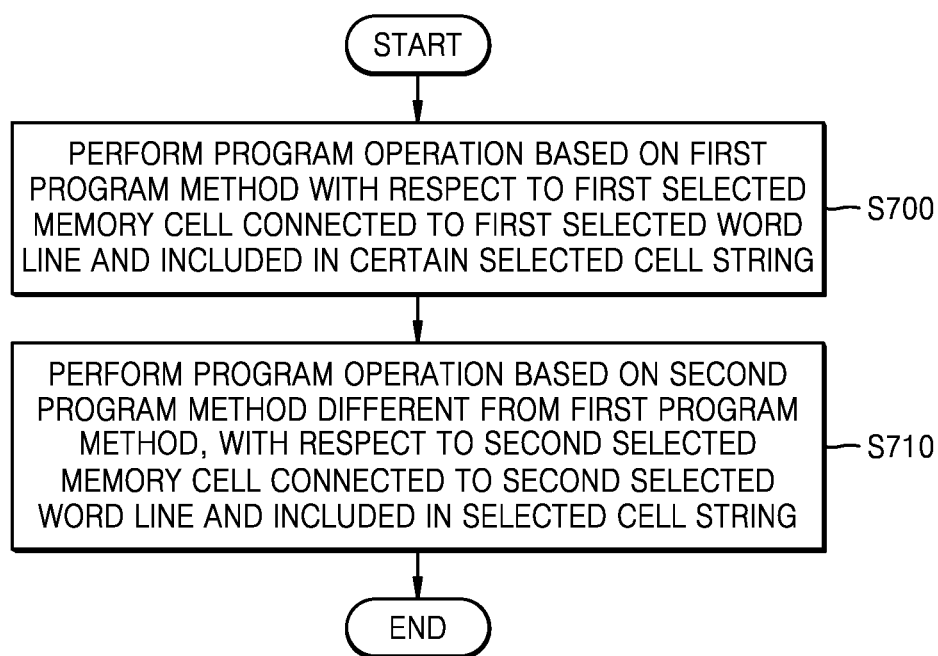 START
PERFORM PROGRAM OPERATION BASED ON FIRST
PROGRAM METHOD WITH RESPECT TO FIRST SELECTED
MEMORY CELL CONNECTED TO FIRST SELECTED WORD
LINE AND INCLUDED IN CERTAIN SELECTED CELL STRING
S700
PERFORM PROGRAM OPERATION BASED ON SECOND
PROGRAM METHOD DIFFERENT FROM FIRST PROGRAM
METHOD, WITH RESPECT TO SECOND SELECTED
MEMORY CELL CONNECTED TO SECOND SELECTED
WORD LINE AND INCLUDED IN SELECTED CELL STRING
S710
END